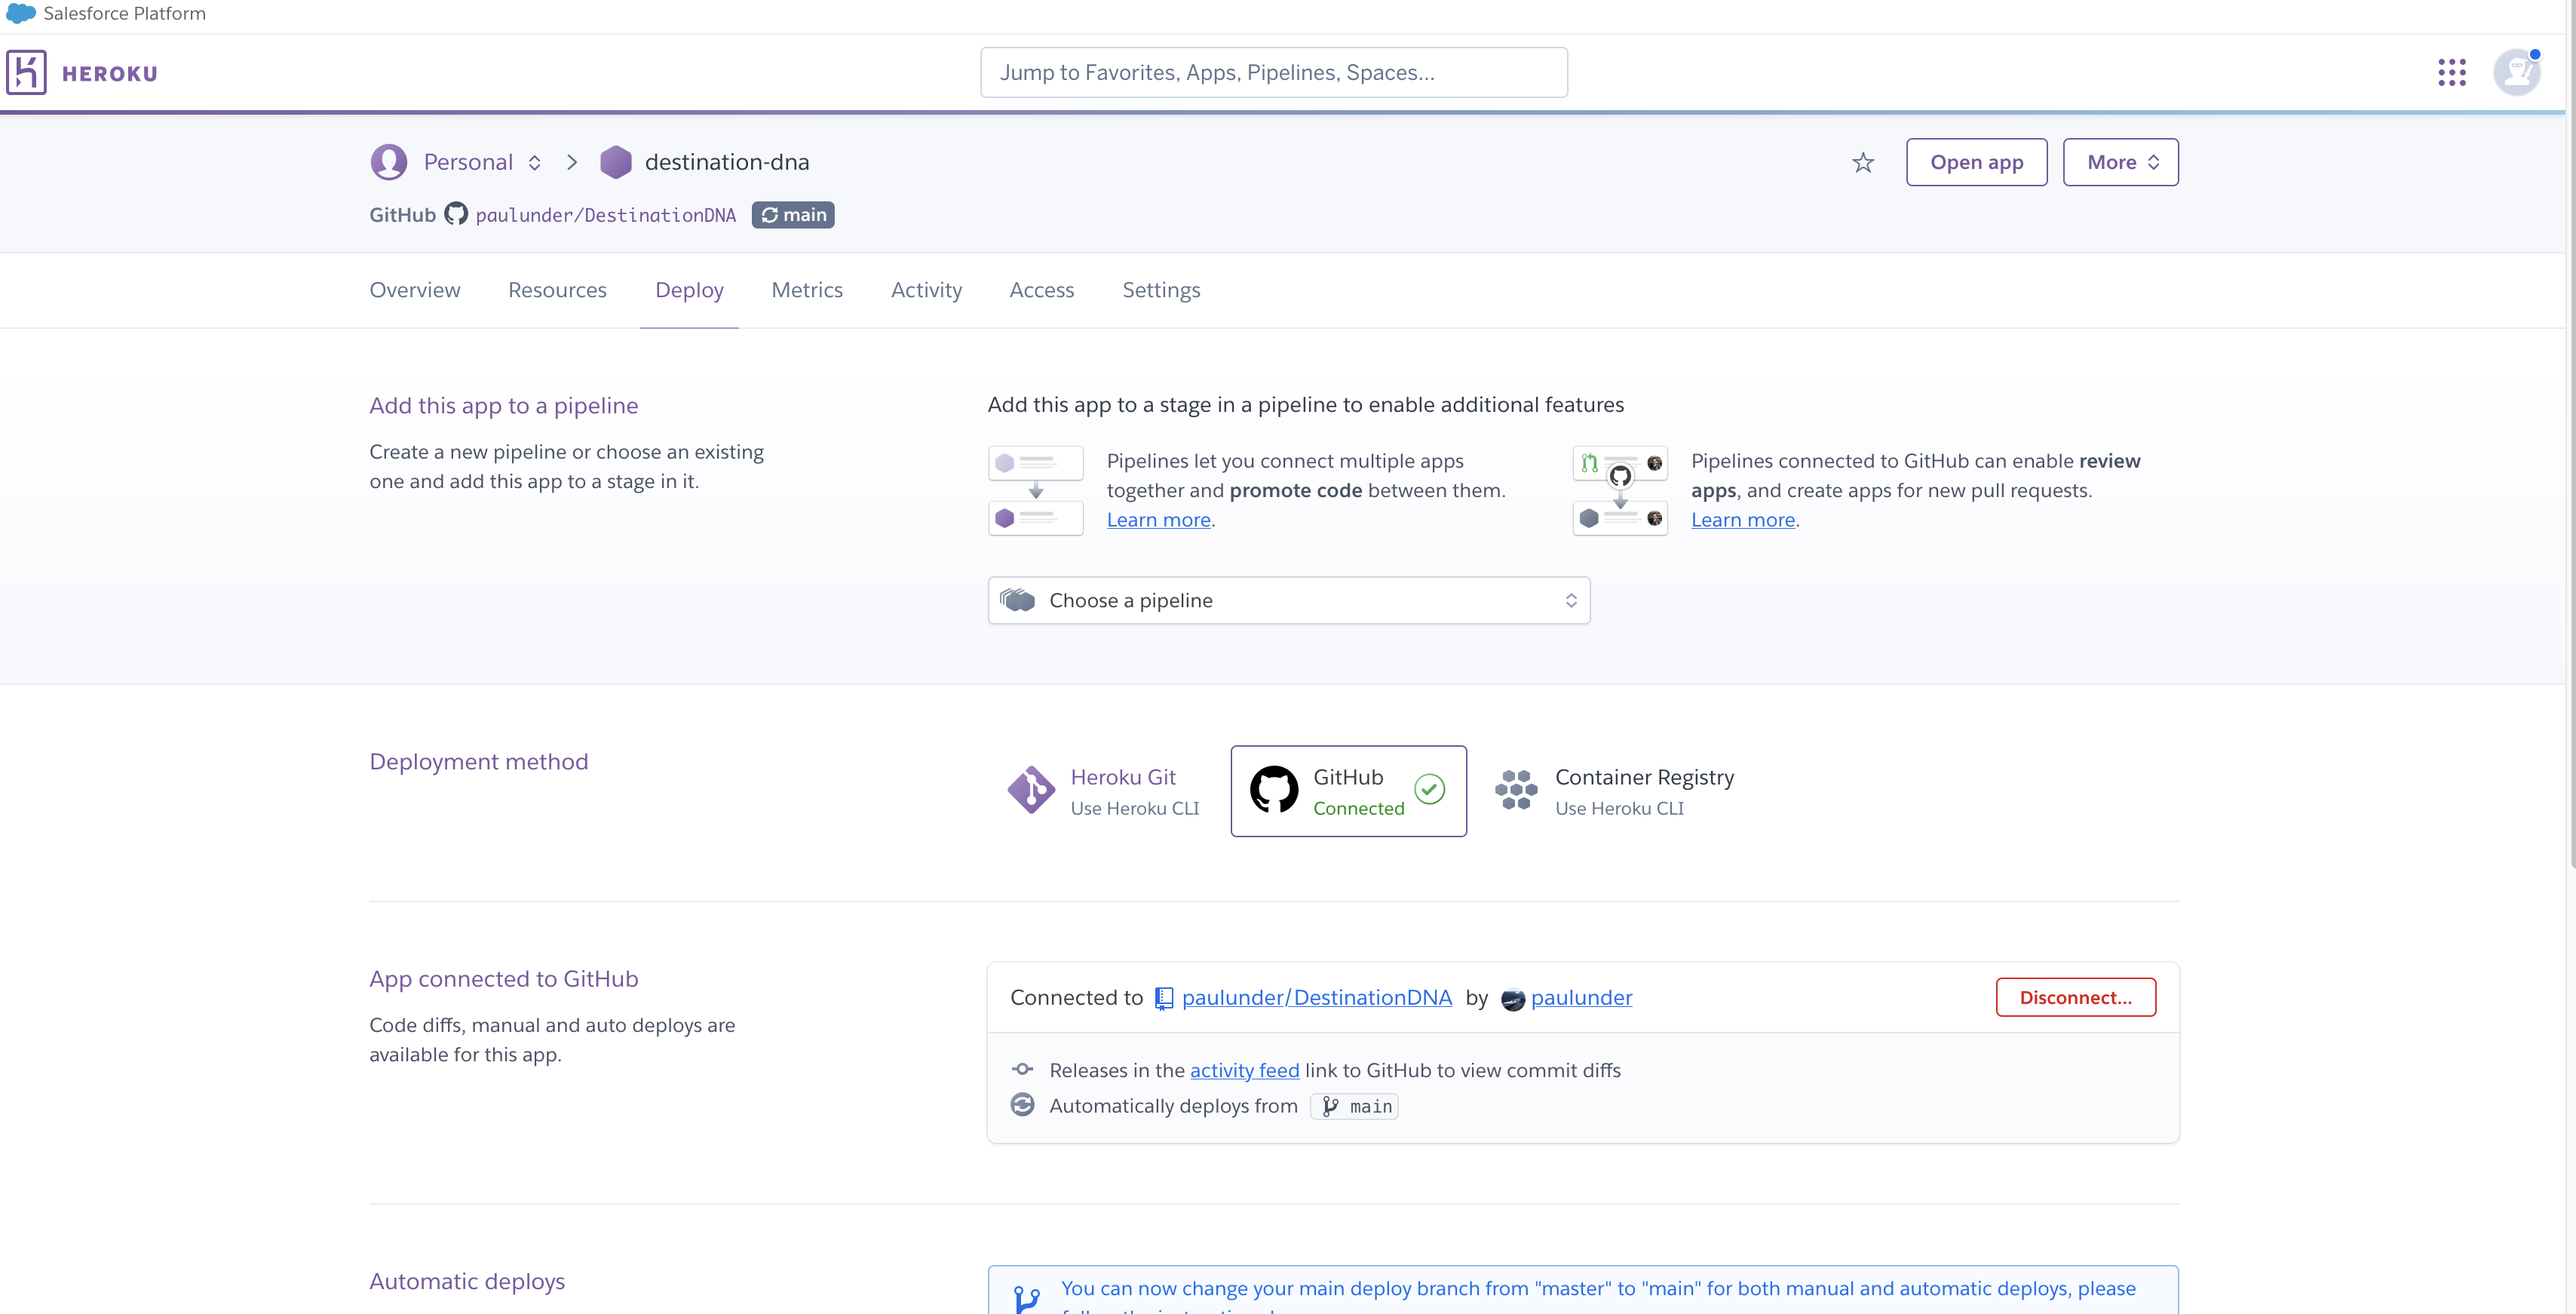 Salesforce Platform
HEROKU
Jump to Favorites, Apps, Pipelines, Spaces...
Personal
destination-dna
Open app
More
GitHub paulunder/DestinationDNA main
Overview
Resources
Deploy
Metrics
Activity
Access
Settings
Add this app to a pipeline
Create a new pipeline or choose an existing
one and add this app to a stage in it.
Add this app to a stage in a pipeline to enable additional features
Pipelines let you connect multiple apps
together and promote code between them.
Learn more.
Pipelines connected to GitHub can enable review
apps, and create apps for new pull requests.
Learn more.
Choose a pipeline
Deployment method
Heroku Git
Use Heroku CLI
GitHub
Connected
Container Registry
Use Heroku CLI
App connected to GitHub
Code diffs, manual and auto deploys are
available for this app.
Connected to paulunder/DestinationDNA by paulunder
Disconnect...
Releases in the activity feed link to GitHub to view commit diffs
Automatically deploys from main
Automatic deploys
You can now change your main deploy branch from "master" to "main" for both manual and automatic deploys, please